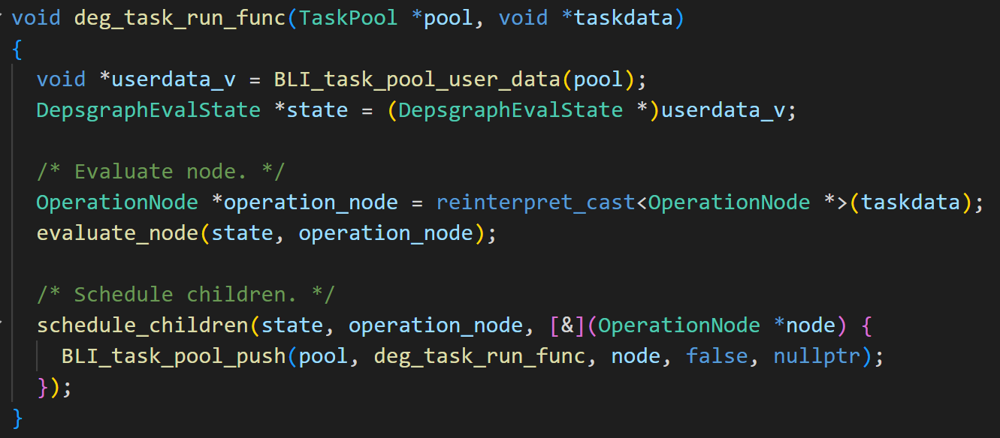 void deg_task_run_func(TaskPool *pool, void *taskdata)
{
  void *userdata_v = BLI_task_pool_user_data(pool);
  DepsgraphEvalState *state = (DepsgraphEvalState *)userdata_v;

  /* Evaluate node. */
  OperationNode *operation_node = reinterpret_cast<OperationNode *>(taskdata);
  evaluate_node(state, operation_node);

  /* Schedule children. */
  schedule_children(state, operation_node, [&](OperationNode *node) {
    BLI_task_pool_push(pool, deg_task_run_func, node, false, nullptr);
  });
}